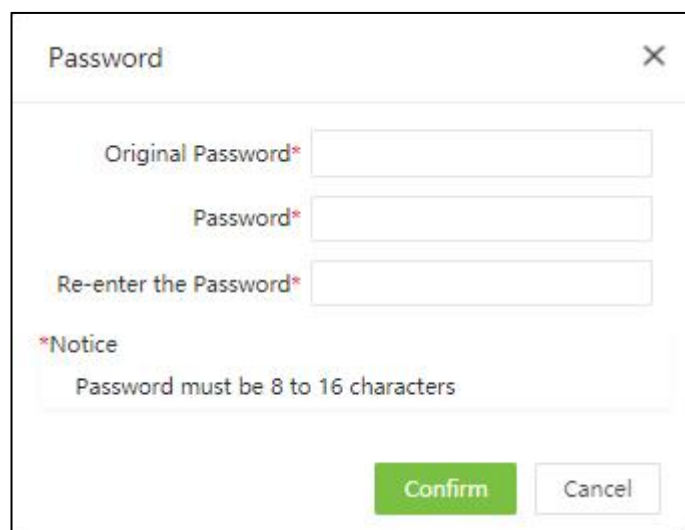 Password
Original Password*
Password*
Re-enter the Password*
*Notice
Password must be 8 to 16 characters
Confirm Cancel